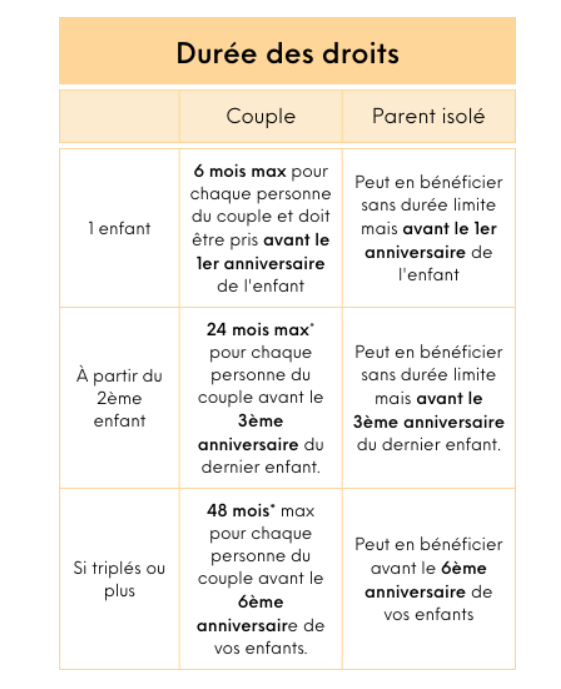 Durée des droits
Couple
Parent isolé
1 enfant
6 mois max pour
chaque personne
du couple et doit
être pris avant le
1er anniversaire
de l'enfant
Peut en bénéficier
sans durée limite
mais avant le 1er
anniversaire de
l'enfant
À partir du
2ème
enfant
24 mois max*
pour chaque
personne du
couple avant le
3ème
anniversaire du
dernier enfant.
Peut en bénéficier
sans durée limite
mais avant le
3ème anniversaire
du dernier enfant.
Si triplés ou
plus
48 mois* max
pour chaque
personne du
couple avant le
6ème
anniversaire de
vos enfants.
Peut en bénéficier
avant le 6ème
anniversaire de
vos enfants